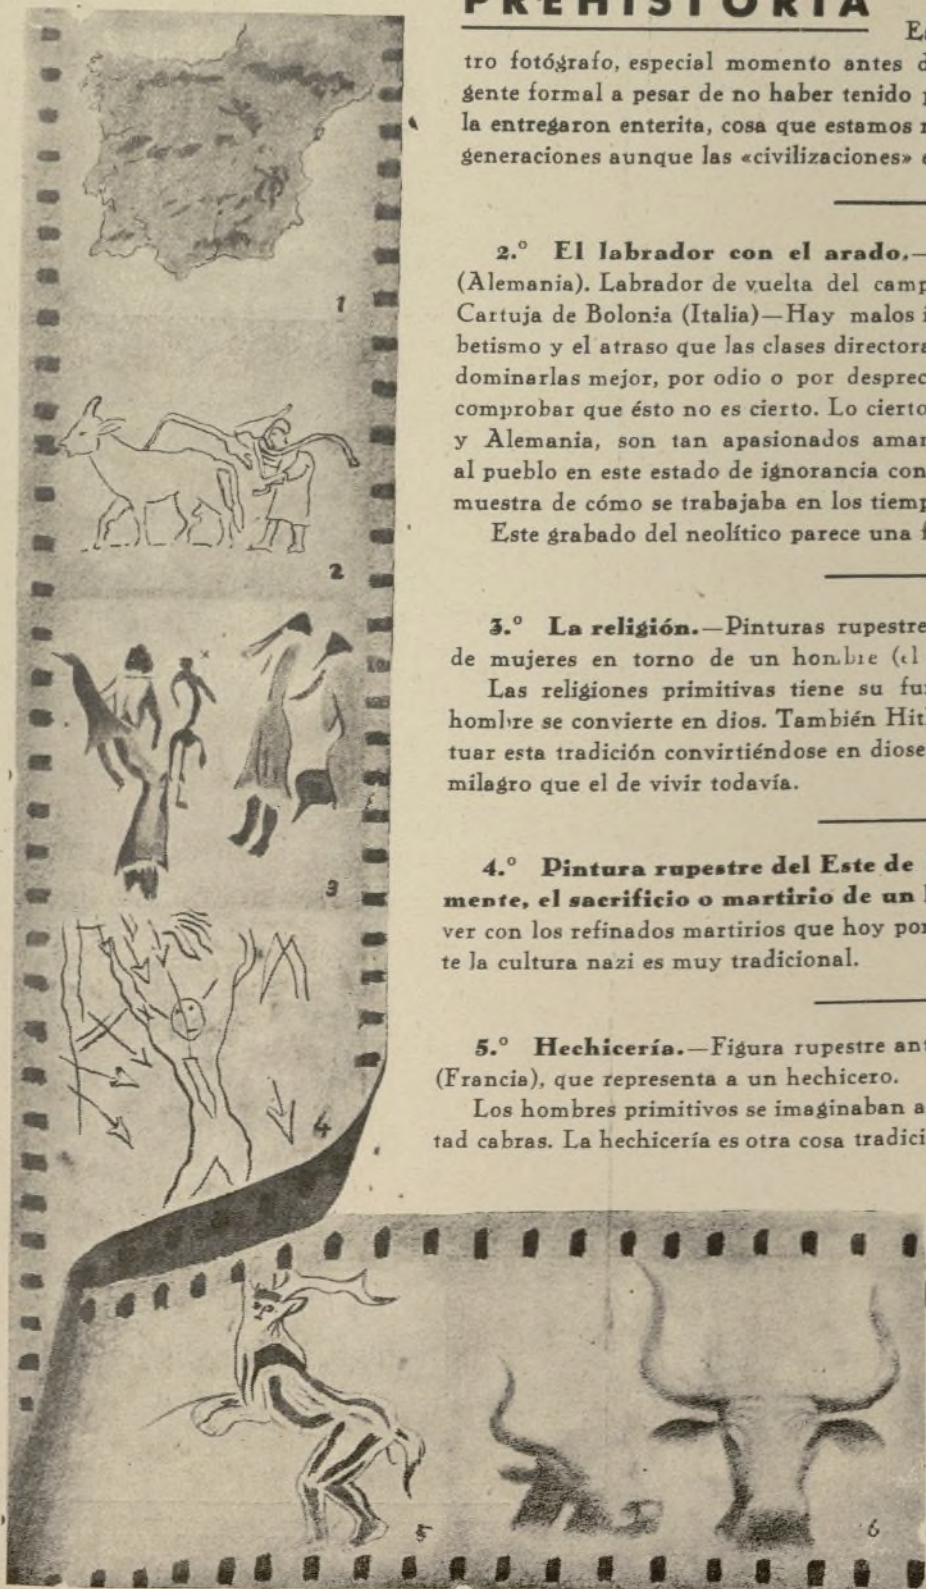 PREHISTORIA
tro fotógrafo, especial momento antes d
gente formal a pesar de no haber tenido
la entregaron enterita, cosa que estamos
generaciones aunque las «civilizaciones»
2.° El labrador con el arado.—
(Alemania). Labrador de vuelta del camp
Cartuja de Bolonia (Italia)—Hay malos i
betismo y el atraso que las clases directora
dominarlas mejor, por odio o por desprec
comprobar que ésto no es cierto. Lo cierto
y Alemania, son tan apasionados aman
al pueblo en este estado de ignorancia con
muestra de cómo se trabajaba en los tiemp
Este grabado del neolítico parece una f
3.° La religión.—Pinturas rupestre
de mujeres en torno de un hombre (el
Las religiones primitivas tiene su fu
hombre se convierte en dios. También Hit
tuar esta tradición convirtiéndose en diose
milagro que el de vivir todavía.
4.° Pintura rupestre del Este de
mente, el sacrificio o martirio de un
ver con los refinados martirios que hoy po
te la cultura nazi es muy tradicional.
5.° Hechicería.—Figura rupestre ant
(Francia), que representa a un hechicero.
Los hombres primitivos se imaginaban a
tad cabras. La hechicería es otra cosa tradici
1
2
3
4
5
6